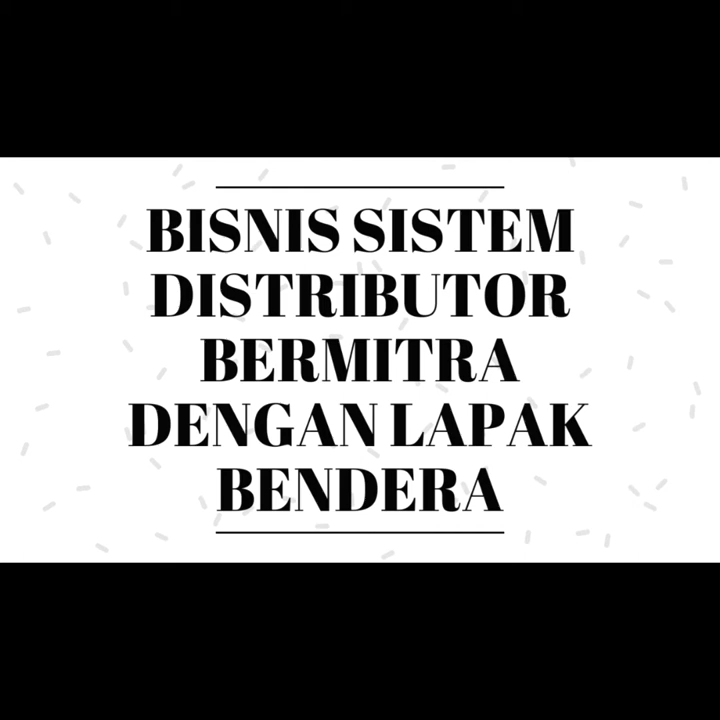 BISNIS SISTEM
DISTRIBUTOR
BERMITRA
DENGAN LAPAK
BENDERA